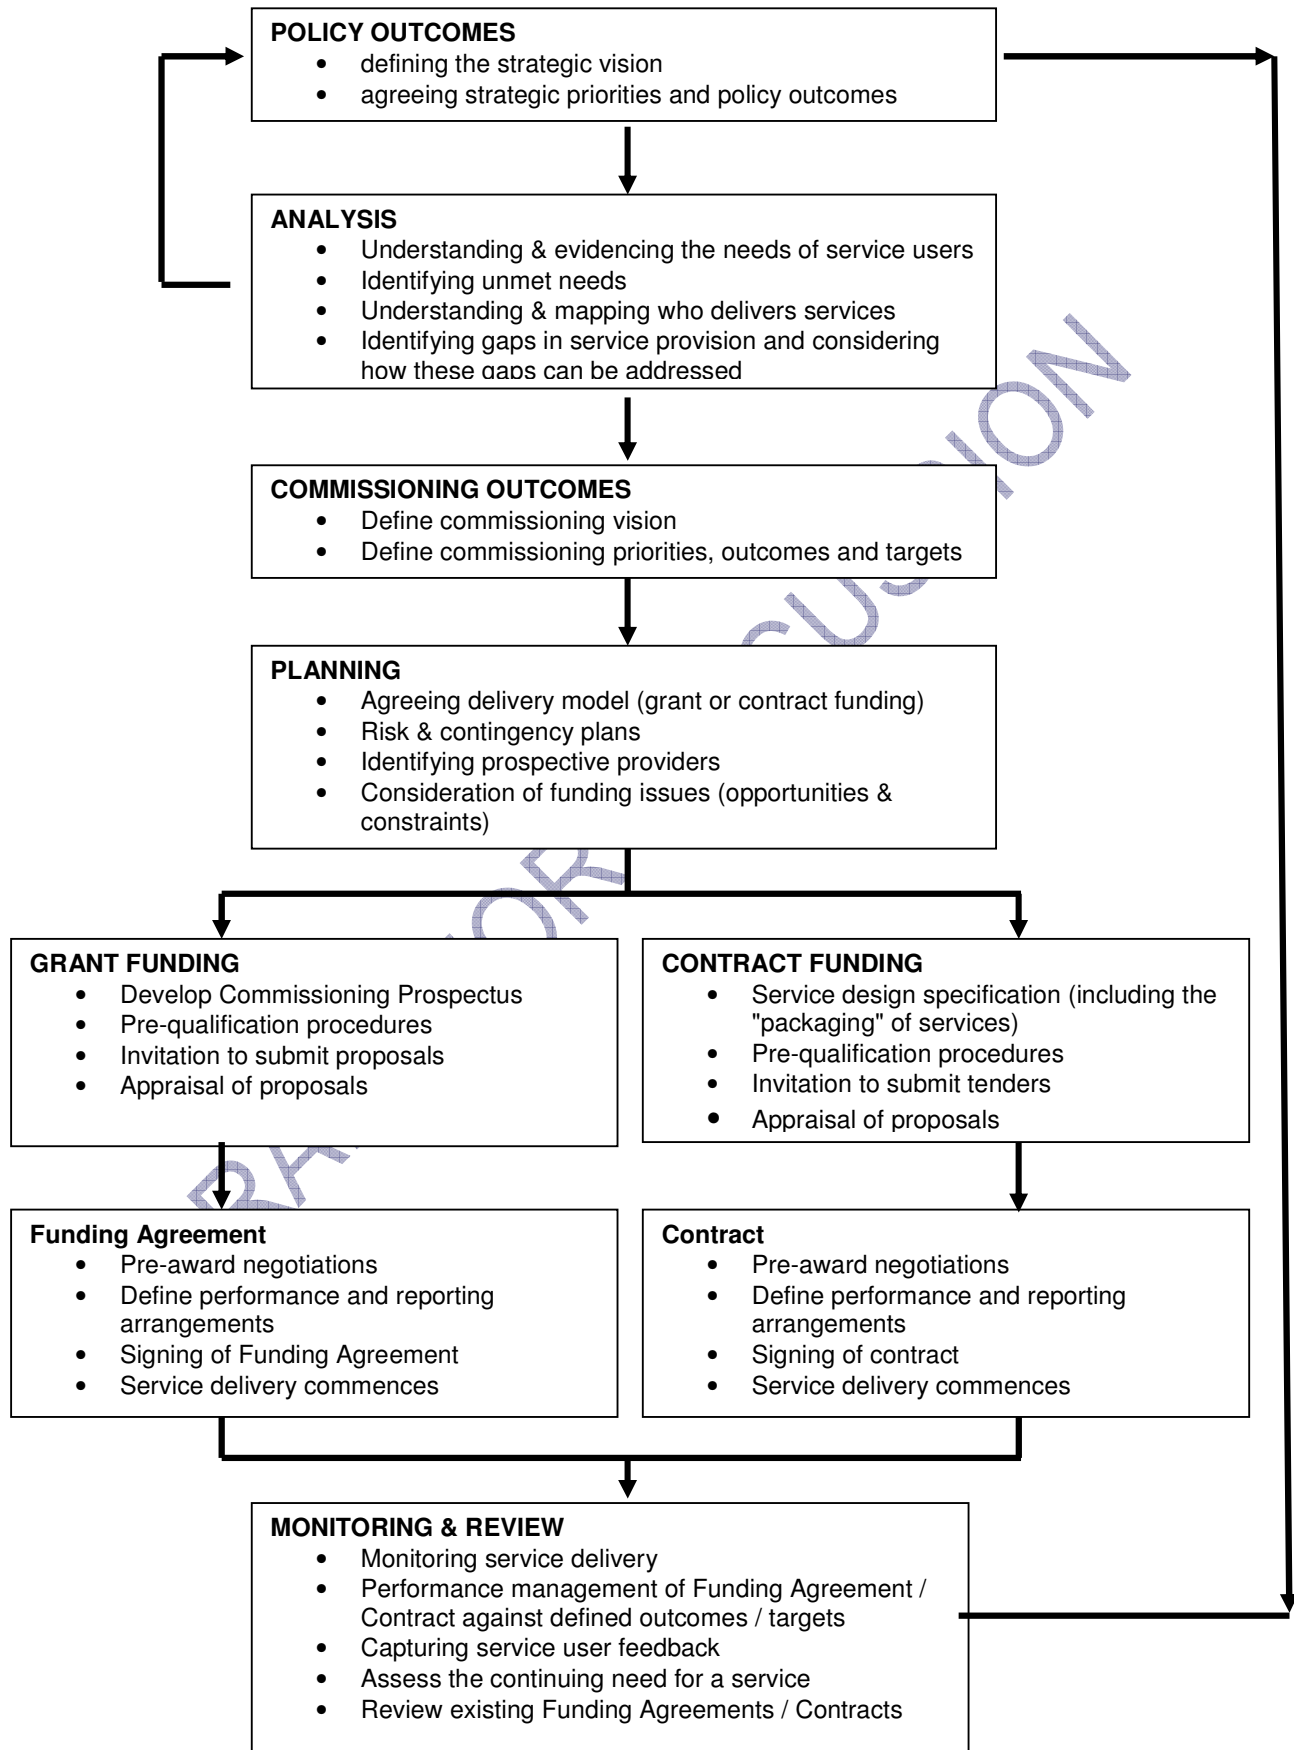 POLICY OUTCOMES
• defining the strategic vision
• agreeing strategic priorities and policy outcomes
ANALYSIS
• Understanding & evidencing the needs of service users
• Identifying unmet needs
• Understanding & mapping who delivers services
• Identifying gaps in service provision and considering
how these gaps can be addressed
COMMISSIONING OUTCOMES
• Define commissioning vision
• Define commissioning priorities, outcomes and targets
PLANNING
• Agreeing delivery model (grant or contract funding)
• Risk & contingency plans
• Identifying prospective providers
• Consideration of funding issues (opportunities &
constraints)
GRANT FUNDING
• Develop Commissioning Prospectus
• Pre-qualification procedures
• Invitation to submit proposals
• Appraisal of proposals
CONTRACT FUNDING
• Service design specification (including the
"packaging" of services)
• Pre-qualification procedures
• Invitation to submit tenders
• Appraisal of proposals
Funding Agreement
• Pre-award negotiations
• Define performance and reporting
arrangements
• Signing of Funding Agreement
• Service delivery commences
Contract
• Pre-award negotiations
• Define performance and reporting
arrangements
• Signing of contract
• Service delivery commences
MONITORING & REVIEW
• Monitoring service delivery
• Performance management of Funding Agreement /
Contract against defined outcomes / targets
• Capturing service user feedback
• Assess the continuing need for a service
• Review existing Funding Agreements / Contracts